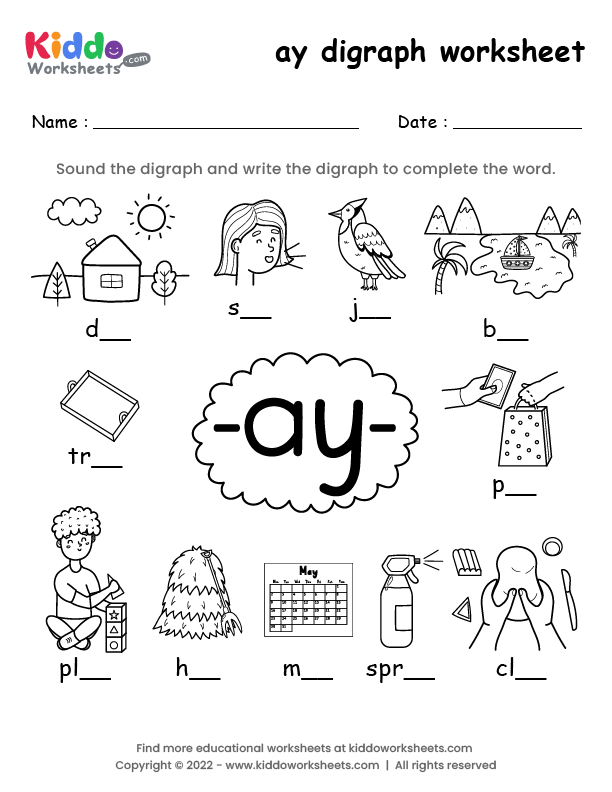 Kiddo
Worksheets .com
ay digraph worksheet
Name : ____________ Date : ____________
Sound the digraph and write the digraph to complete the word.
d__
s__
j__
b__
tr__
-ay-
p__
May
pl__
h__
m__
spr__
cl__
Find more educational worksheets at kiddoworksheets.com
Copyright © 2022 - www.kiddoworksheets.com | All rights reserved